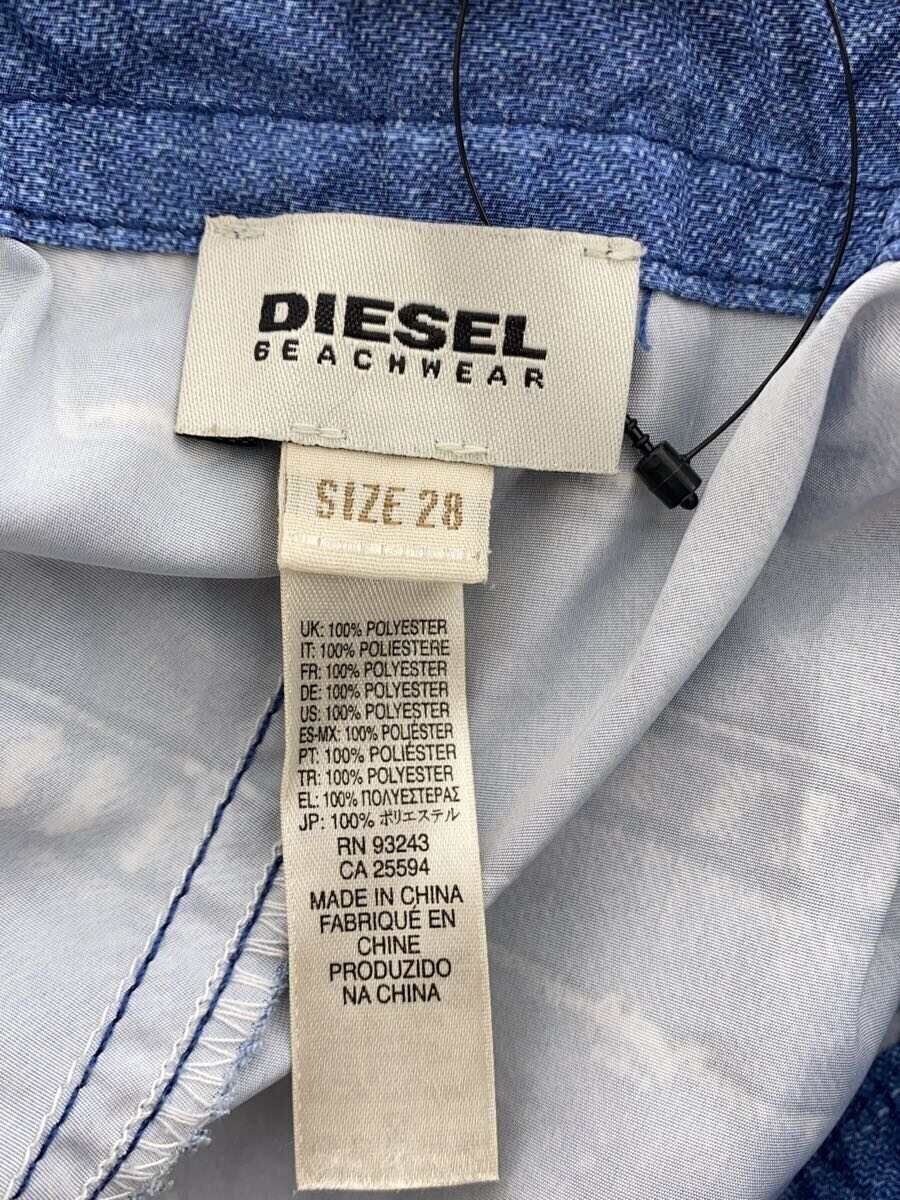 DIESEL
6EACHWEAR
SIZE 28
UK: 100% POLYESTER
IT: 100% POLIESTERE
FR: 100% POLYESTER
DE: 100% POLYESTER
US: 100% POLYESTER
ES-MX: 100% POLIÉSTER
PT: 100% POLIÉSTER
TR: 100% POLYESTER
EL: 100% ΠΟΛΥΕΣΤΕΡΑΣ
JP: 100% ポリエステル
RN 93243
CA 25594
MADE IN CHINA
FABRIQUÉ EN
CHINE
PRODUZIDO
NA CHINA